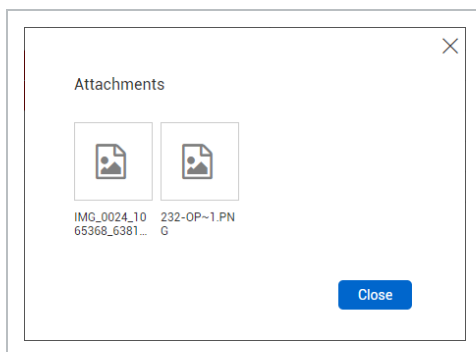 Attachments
IMG_0024_10
65368_6381...
232-OP~1.PN
G
Close